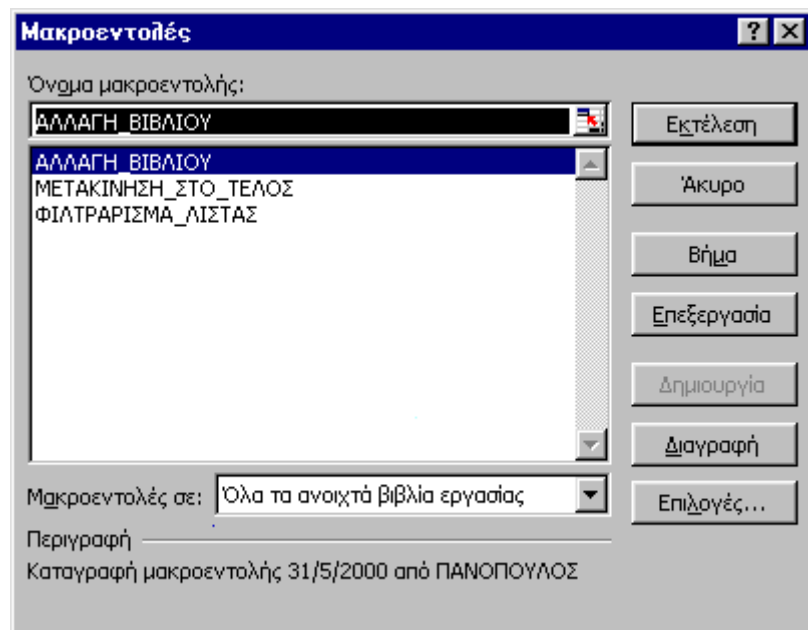 Μακροεντολές
Όνομα μακροεντολής:
ΑΛΛΑΓΗ_ΒΙΒΛΙΟΥ
ΑΛΛΑΓΗ_ΒΙΒΛΙΟΥ
ΜΕΤΑΚΙΝΗΣΗ_ΣΤΟ_ΤΕΛΟΣ
ΦΙΛΤΡΑΡΙΣΜΑ_ΛΙΣΤΑΣ
Μακροεντολές σε: Όλα τα ανοιχτά βιβλία εργασίας
Περιγραφή
Καταγραφή μακροεντολής 31/5/2000 από ΠΑΝΟΠΟΥΛΟΣ
Εκτέλεση
Άκυρο
Βήμα
Επεξεργασία
Δημιουργία
Διαγραφή
Επιλογές...